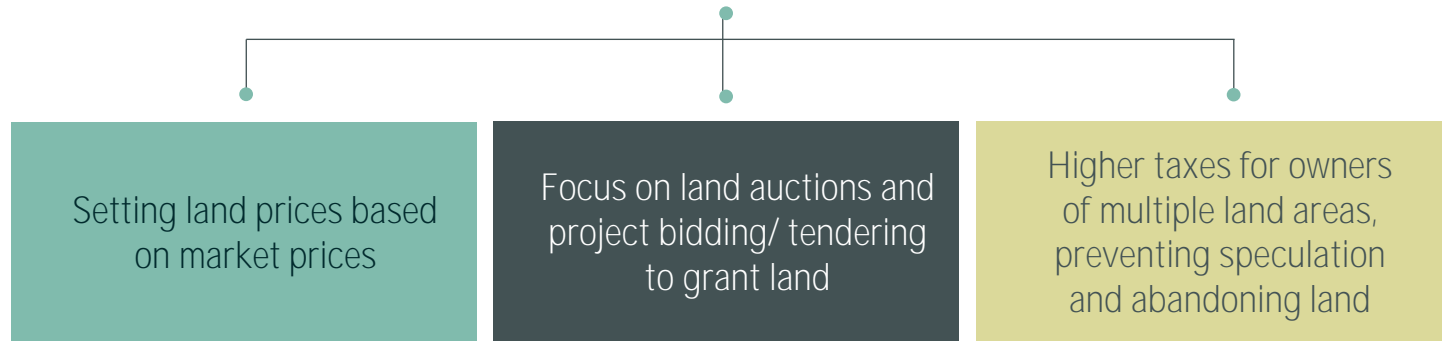 Setting land prices based
on market prices
Focus on land auctions and
project bidding/ tendering
to grant land
Higher taxes for owners
of multiple land areas,
preventing speculation
and abandoning land